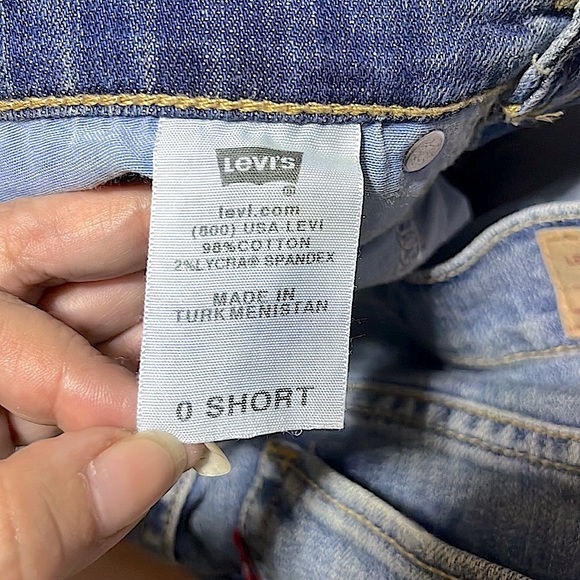 LEVI'S
®
levi.com
(800) USA-LEVI
98%COTTON
2%LYCRA® SPANDEX
MADE IN
TURKMENISTAN
0 SHORT